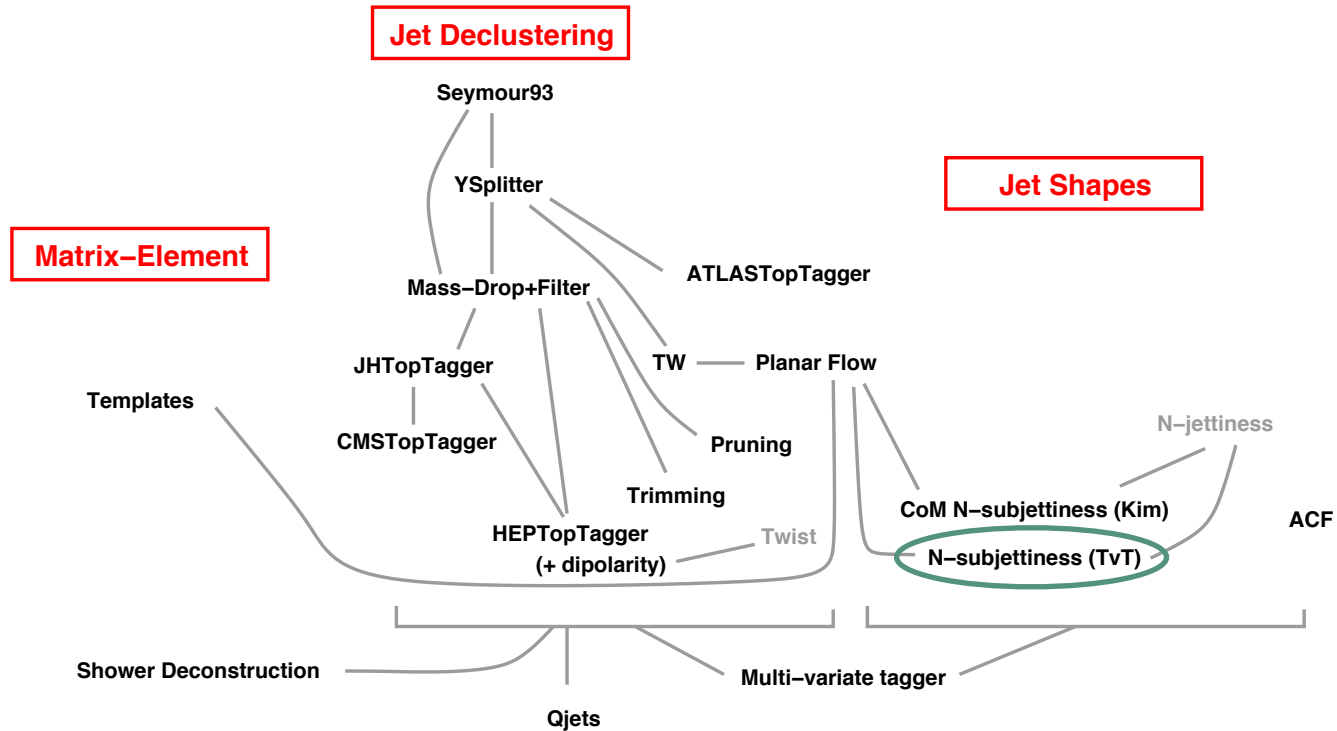 Jet Declustering
Seymour93
YSplitter
Jet Shapes
Matrix−Element
ATLASTopTagger
Mass−Drop+Filter
JHTopTagger
TW
Planar Flow
Templates
N−jettiness
CMSTopTagger
Pruning
Trimming
CoM N−subjettiness (Kim)
ACF
HEPTopTagger
(+ dipolarity)
Twist
N−subjettiness (TvT)
Shower Deconstruction
Multi−variate tagger
Qjets